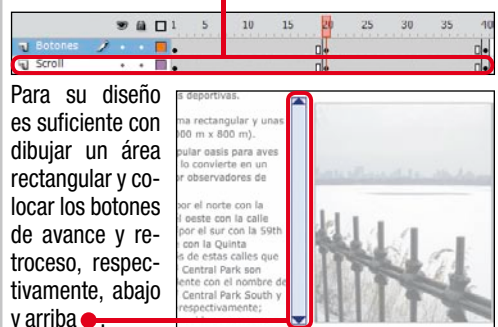 1 5 10 15 20 25 30 35 40
Botones
Scroll
Para su diseño
es suficiente con
dibujar un área
rectangular y co-
locar los botones
de avance y re-
troceso, respec-
tivamente, abajo
y arriba .
s deportivas.
ma rectangular y unas
00 m x 800 m).
pular oasis para aves
lo convierte en un
r observadores de
por el norte con la
l oeste con la calle
por el sur con la 59th
con la Quinta
s de estas calles que
Central Park son
ente con el nombre de
Central Park South y
respectivamente;